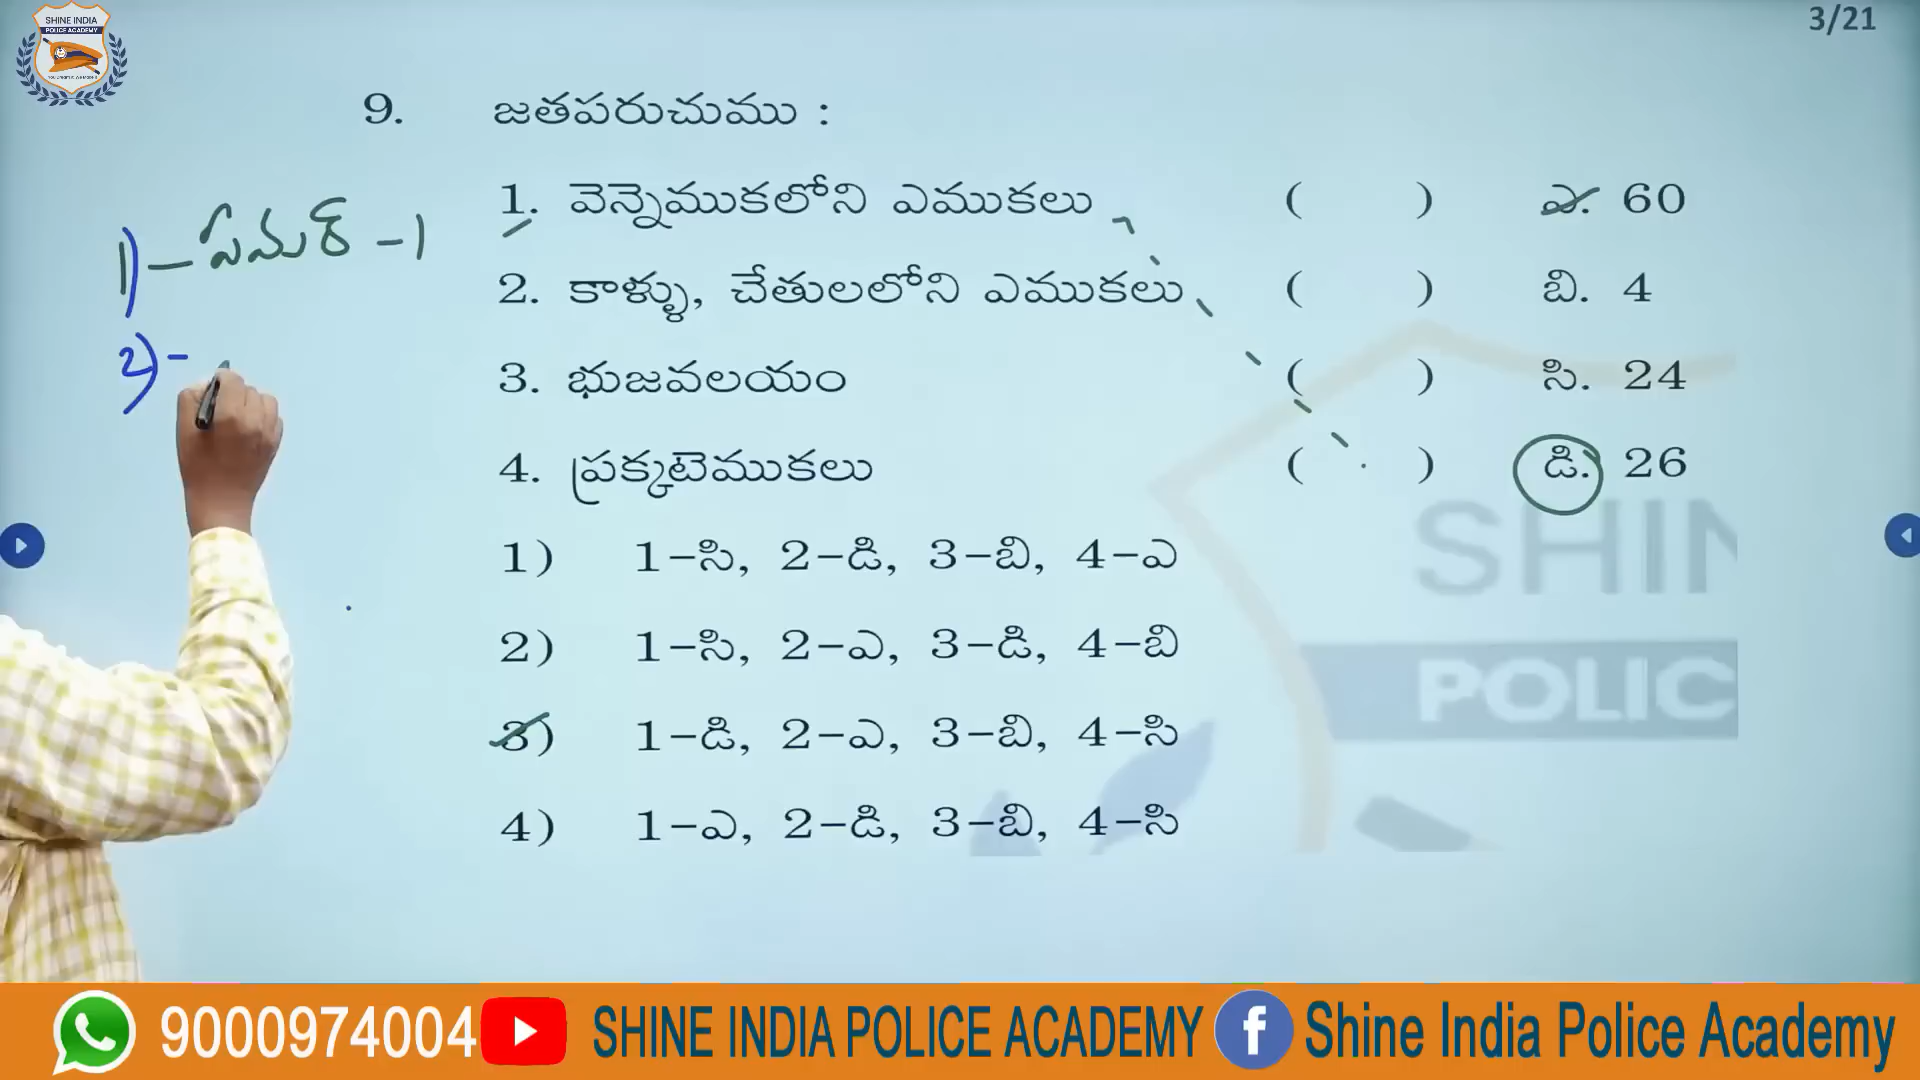 SHINE INDIA
POLICE ACADEMY
3/21
9. జతపరుచుము :
1. వెన్నెముకలోని ఎముకలు ( ) ఎ. 60
2. కాళ్ళు, చేతులలోని ఎముకలు ( ) బి. 4
3. భుజవలయం ( ) సి. 24
4. ప్రక్కటెముకలు ( ) డి. 26
1) 1-సి, 2-డి, 3-బి, 4-ఎ
2) 1-సి, 2-ఎ, 3-డి, 4-బి
3) 1-డి, 2-ఎ, 3-బి, 4-సి
4) 1-ఎ, 2-డి, 3-బి, 4-సి
1) - ఫీమర్ - 1
2) -
SHIN
POLIC
9000974004 SHINE INDIA POLICE ACADEMY f Shine India Police Academy